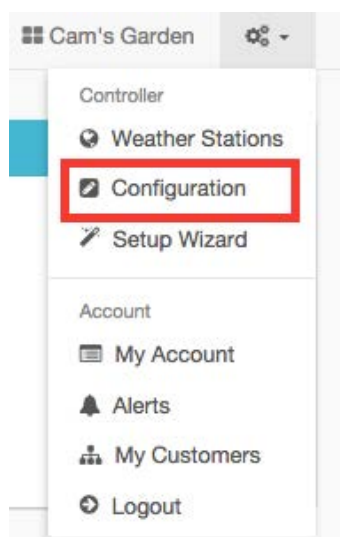 Cam's Garden
Controller
Weather Stations
Configuration
Setup Wizard
Account
My Account
Alerts
My Customers
Logout